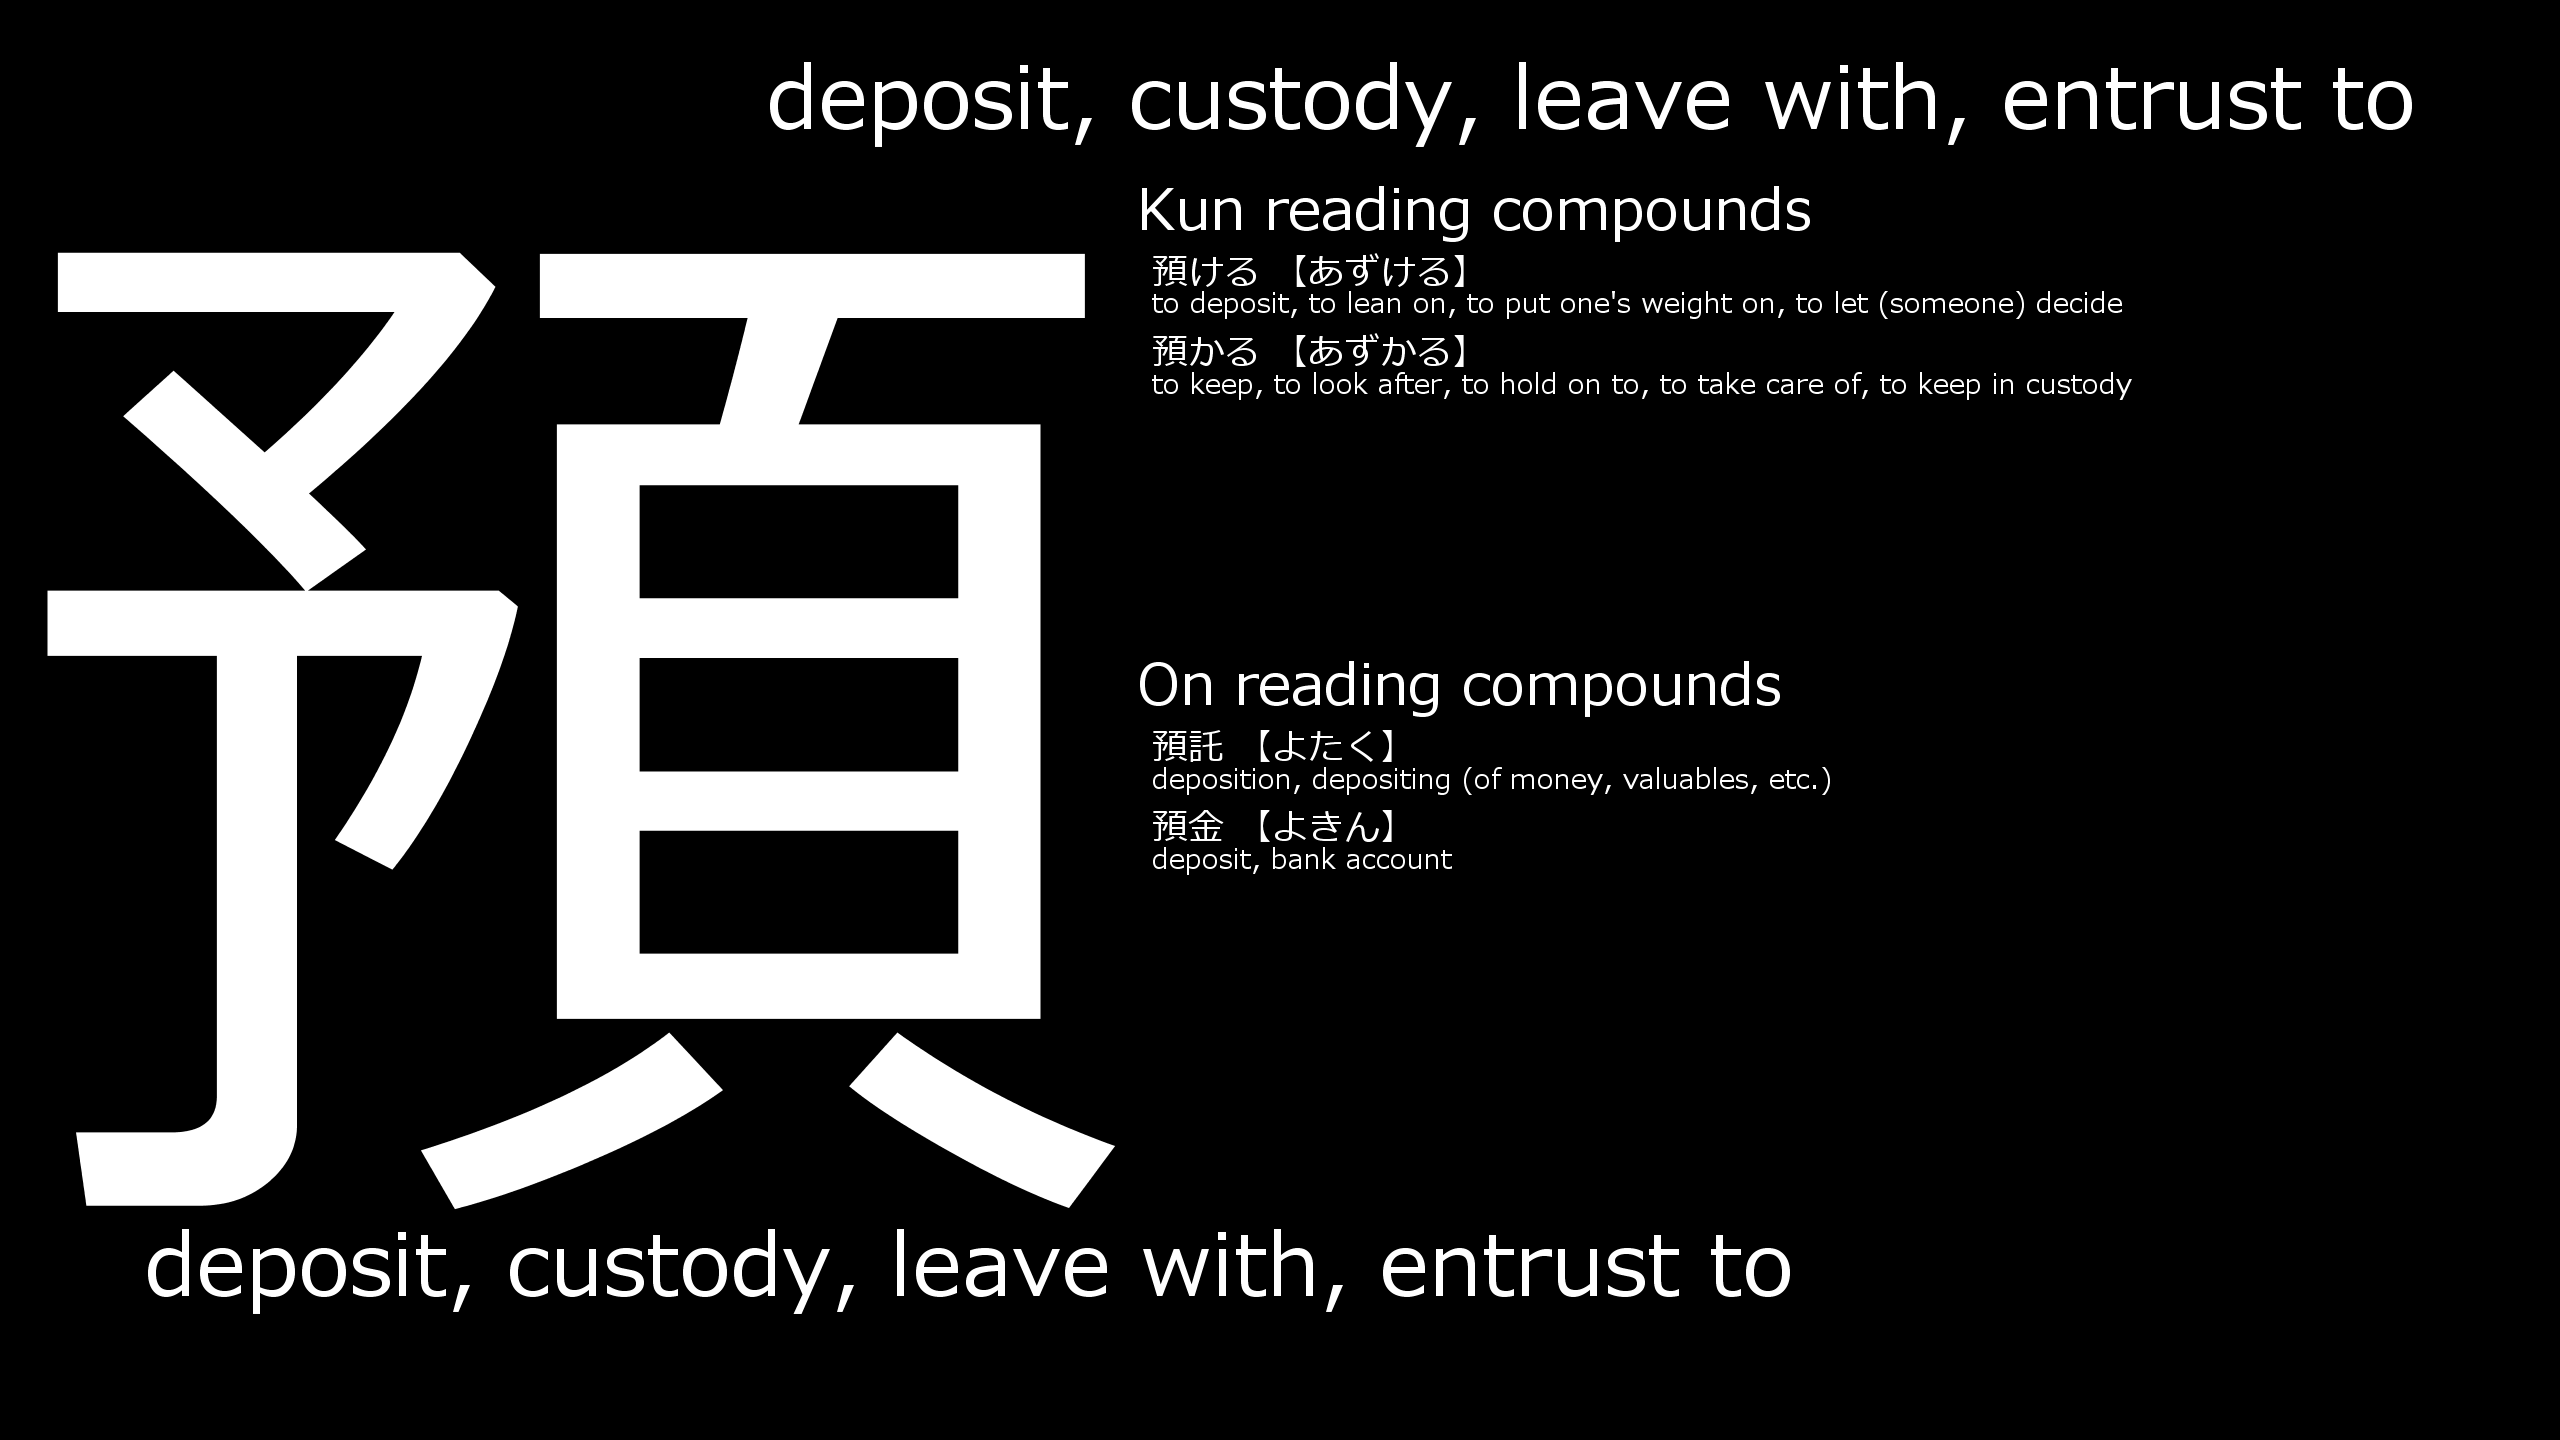 deposit, custody, leave with, entrust to
預
Kun reading compounds
預ける 【あずける】
to deposit, to lean on, to put one's weight on, to let (someone) decide
預かる 【あずかる】
to keep, to look after, to hold on to, to take care of, to keep in custody
On reading compounds
預託 【よたく】
deposition, depositing (of money, valuables, etc.)
預金 【よきん】
deposit, bank account
deposit, custody, leave with, entrust to